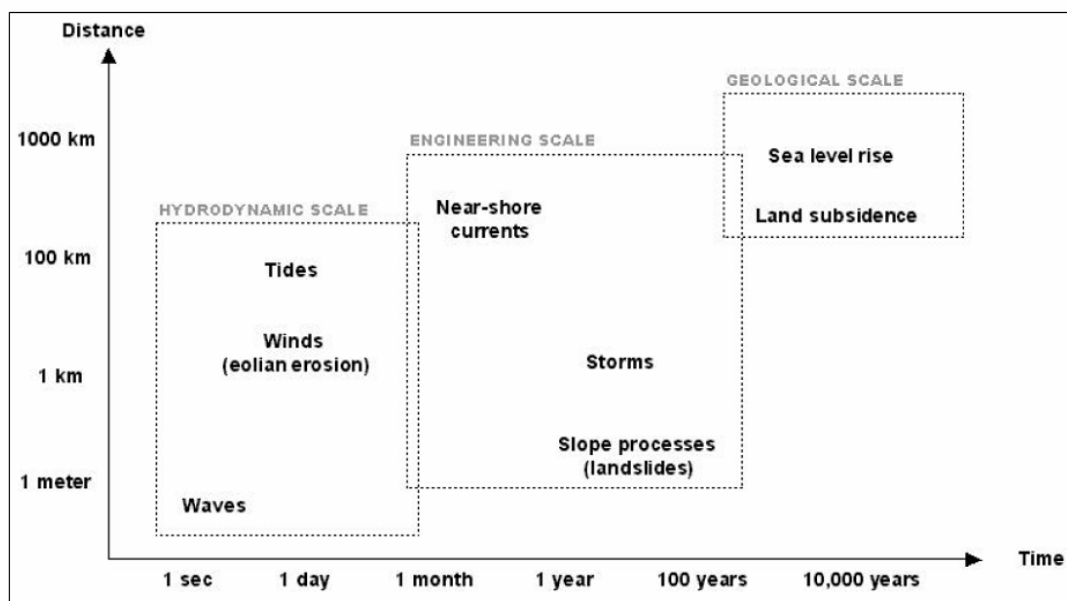 Distance
GEOLOGICAL SCALE
1000 km
ENGINEERING SCALE
Sea level rise
HYDRODYNAMIC SCALE
Near-shore
currents
Land subsidence
100 km
Tides
Winds
(eolian erosion)
1 km
Storms
Slope processes
(landslides)
1 meter
Waves
Time
1 sec
1 day
1 month
1 year
100 years
10,000 years